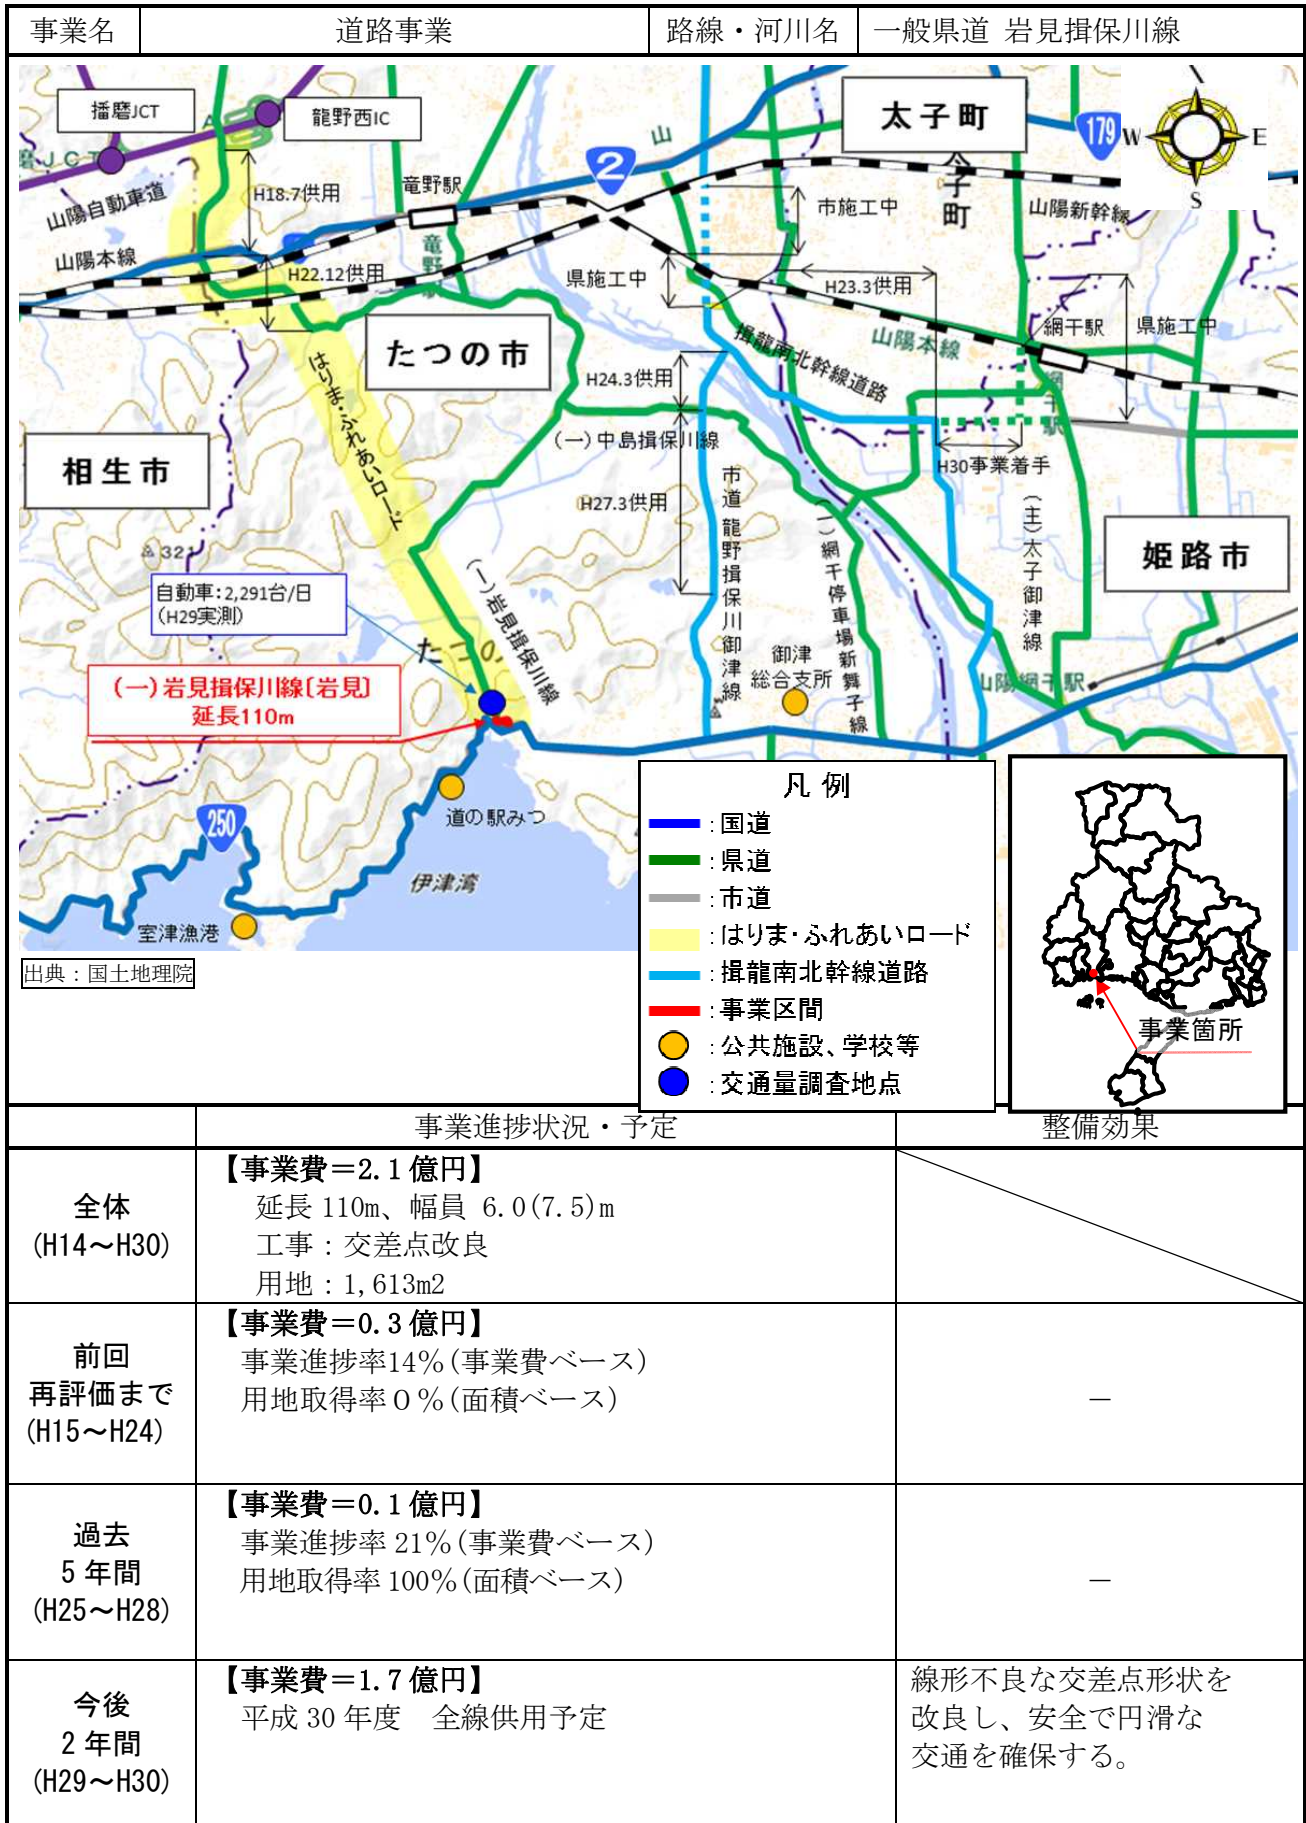 事業名 道路事業 路線・河川名 一般県道 岩見揖保川線
播磨JCT
龍野西IC
太子町
179
W
E
S
2
山
H18.7供用
竜野駅
山陽自動車道
山陽本線
市施工中
山陽新幹線
H22.12供用
県施工中
H23.3供用
網干駅
県施工中
山陽本線
たつの市
揖龍南北幹線道路
はりま・ふれあいロード
H24.3供用
相生市
(一)中島揖保川線
H30事業着手
H27.3供用
市道 龍野揖保川御津線
(一)網干停車場新舞子線
(主)太子御津線
姫路市
321
自動車:2,291台/日
(H29実測)
(一)岩見揖保川線
(一)岩見揖保川線〔岩見〕
延長110m
御津
総合支所
山陽網干駅
道の駅みつ
250
伊津湾
室津漁港
出典：国土地理院
凡 例
:国道
:県道
:市道
:はりま・ふれあいロード
:揖龍南北幹線道路
:事業区間
:公共施設、学校等
:交通量調査地点
事業箇所
事業進捗状況・予定 整備効果
全体
(H14～H30)
【事業費＝2.1億円】
延長 110m、幅員 6.0(7.5)m
工事：交差点改良
用地：1,613m2
前回
再評価まで
(H15～H24)
【事業費＝0.3億円】
事業進捗率14％(事業費ベース)
用地取得率０％(面積ベース)
－
過去
5年間
(H25～H28)
【事業費＝0.1億円】
事業進捗率 21％(事業費ベース)
用地取得率 100％(面積ベース)
－
今後
2年間
(H29～H30)
【事業費＝1.7億円】
平成 30 年度　全線供用予定
線形不良な交差点形状を
改良し、安全で円滑な
交通を確保する。